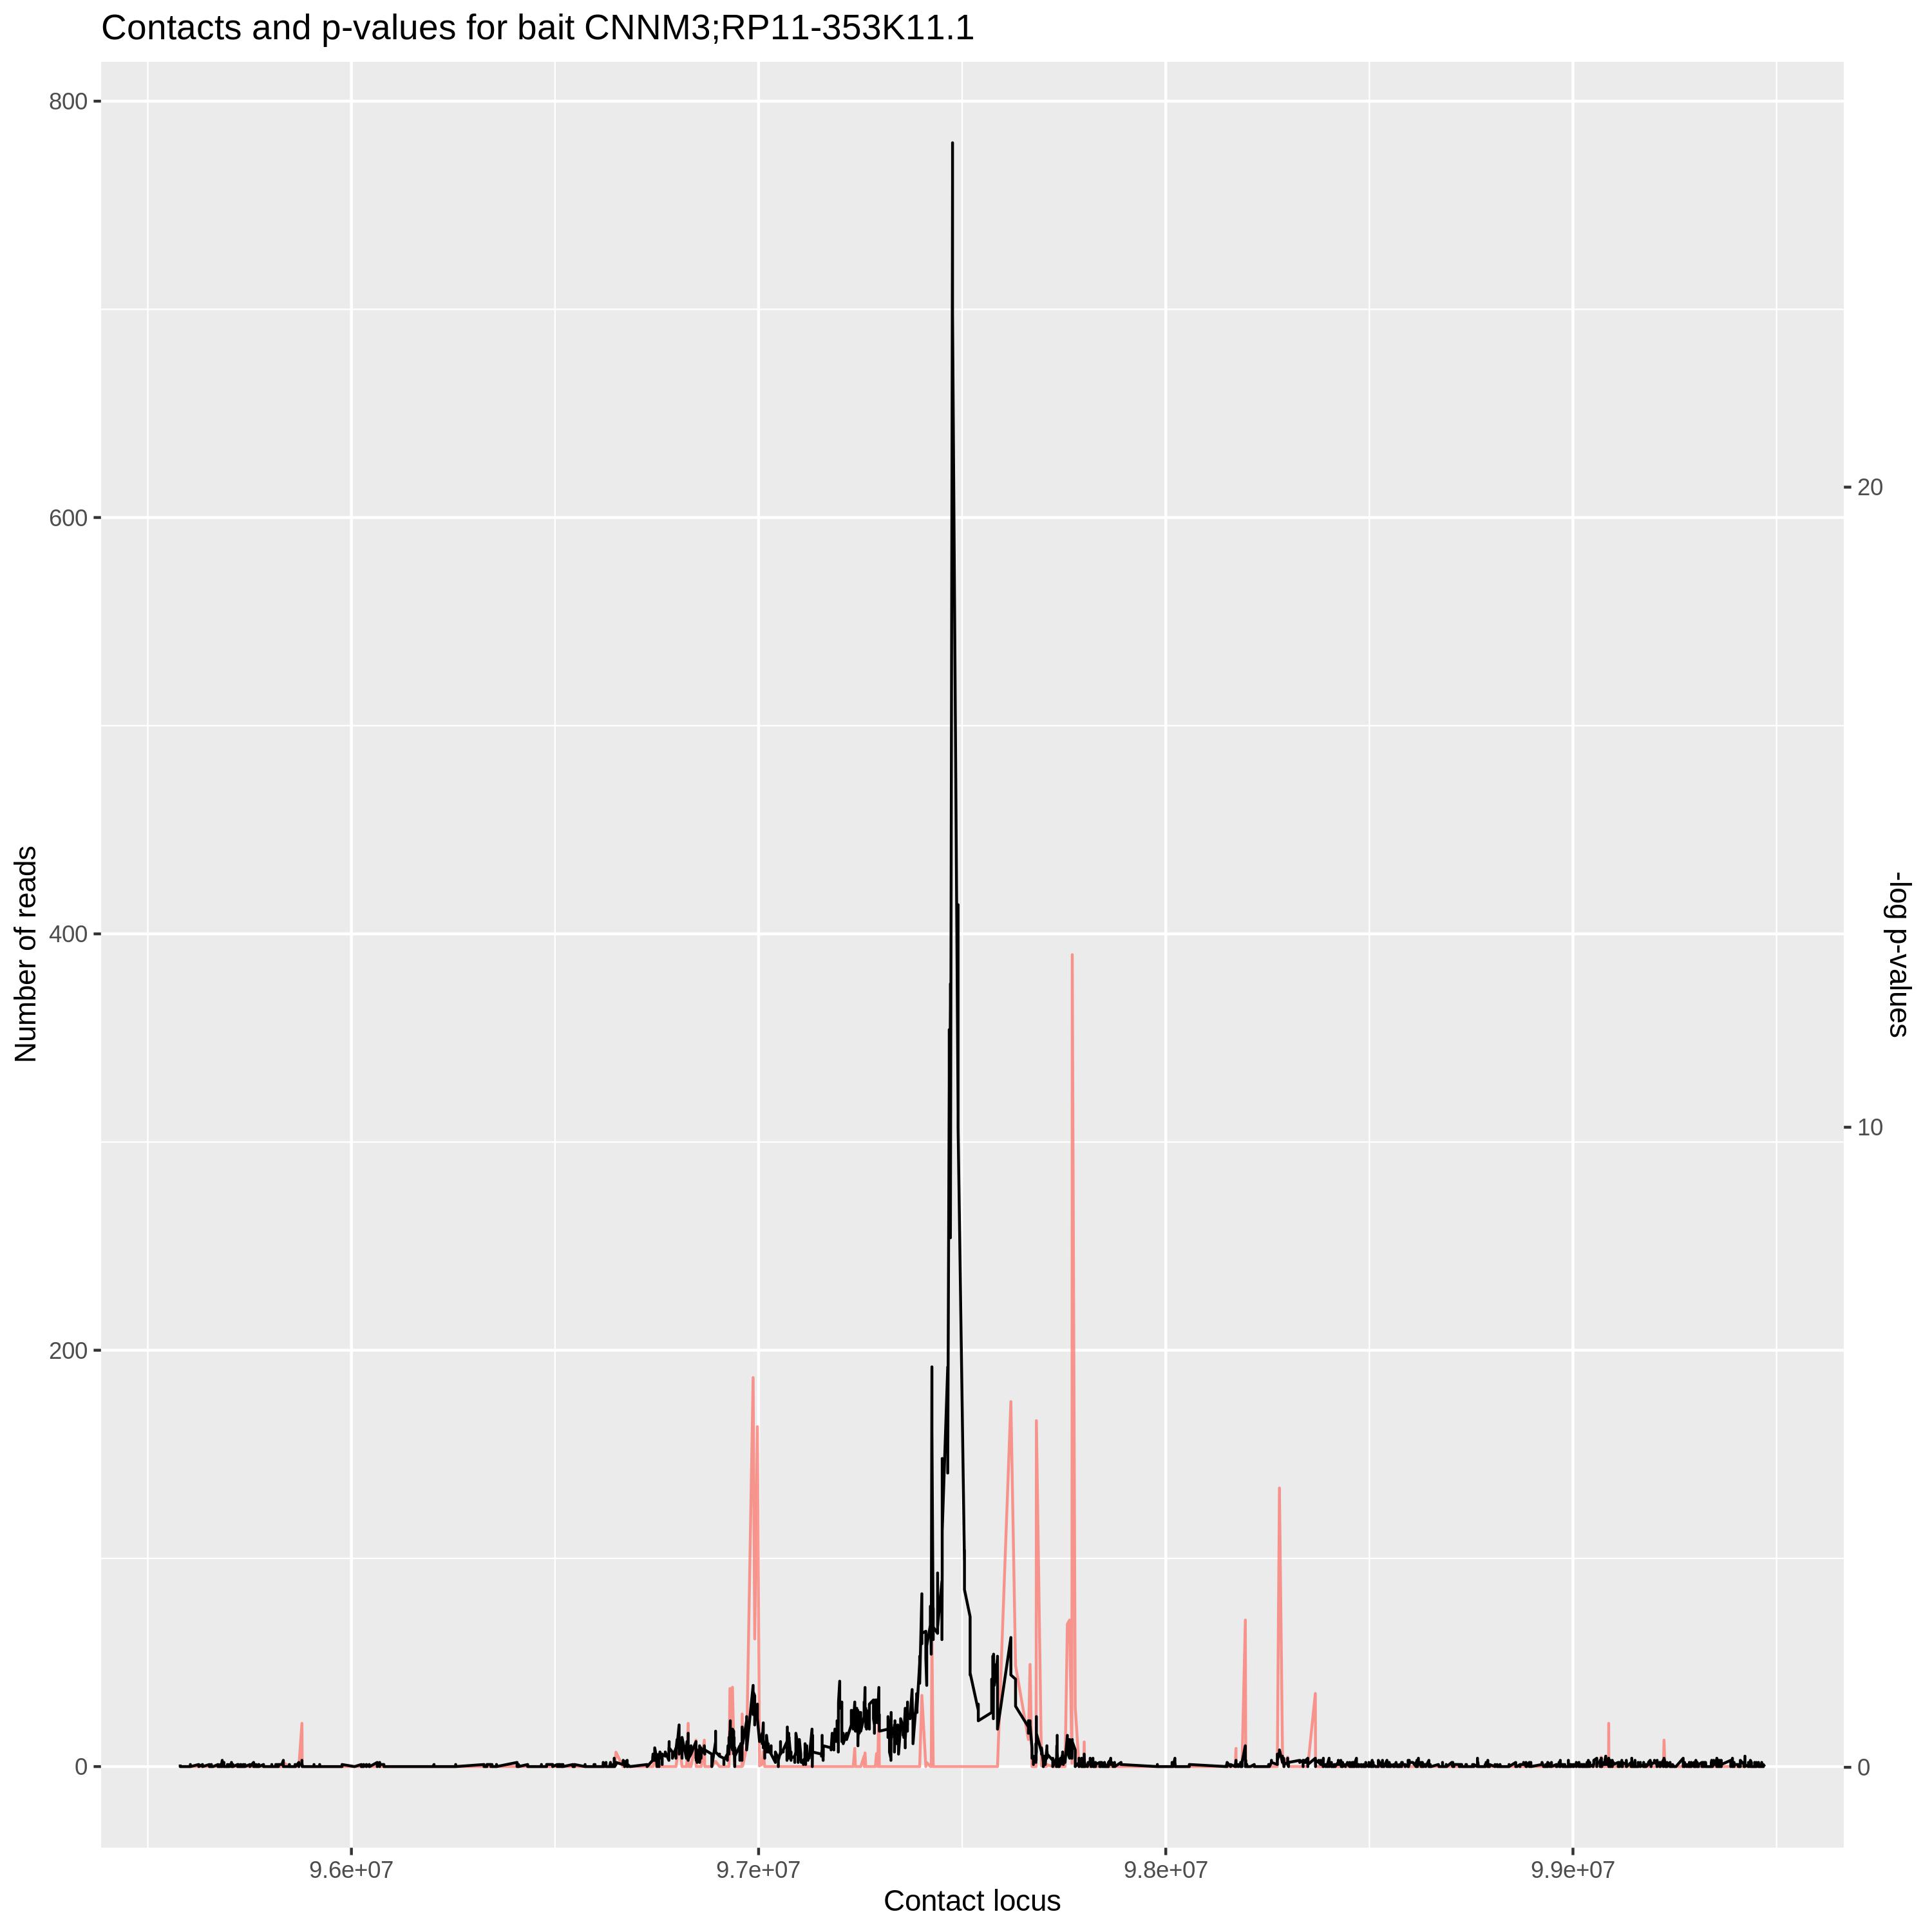 Contacts and p-values for bait CNNM3;RP11-353K11.1
800
600
400
200
0
Number of reads
20
10
0
-log p-values
9.6e+07 9.7e+07 9.8e+07 9.9e+07
Contact locus